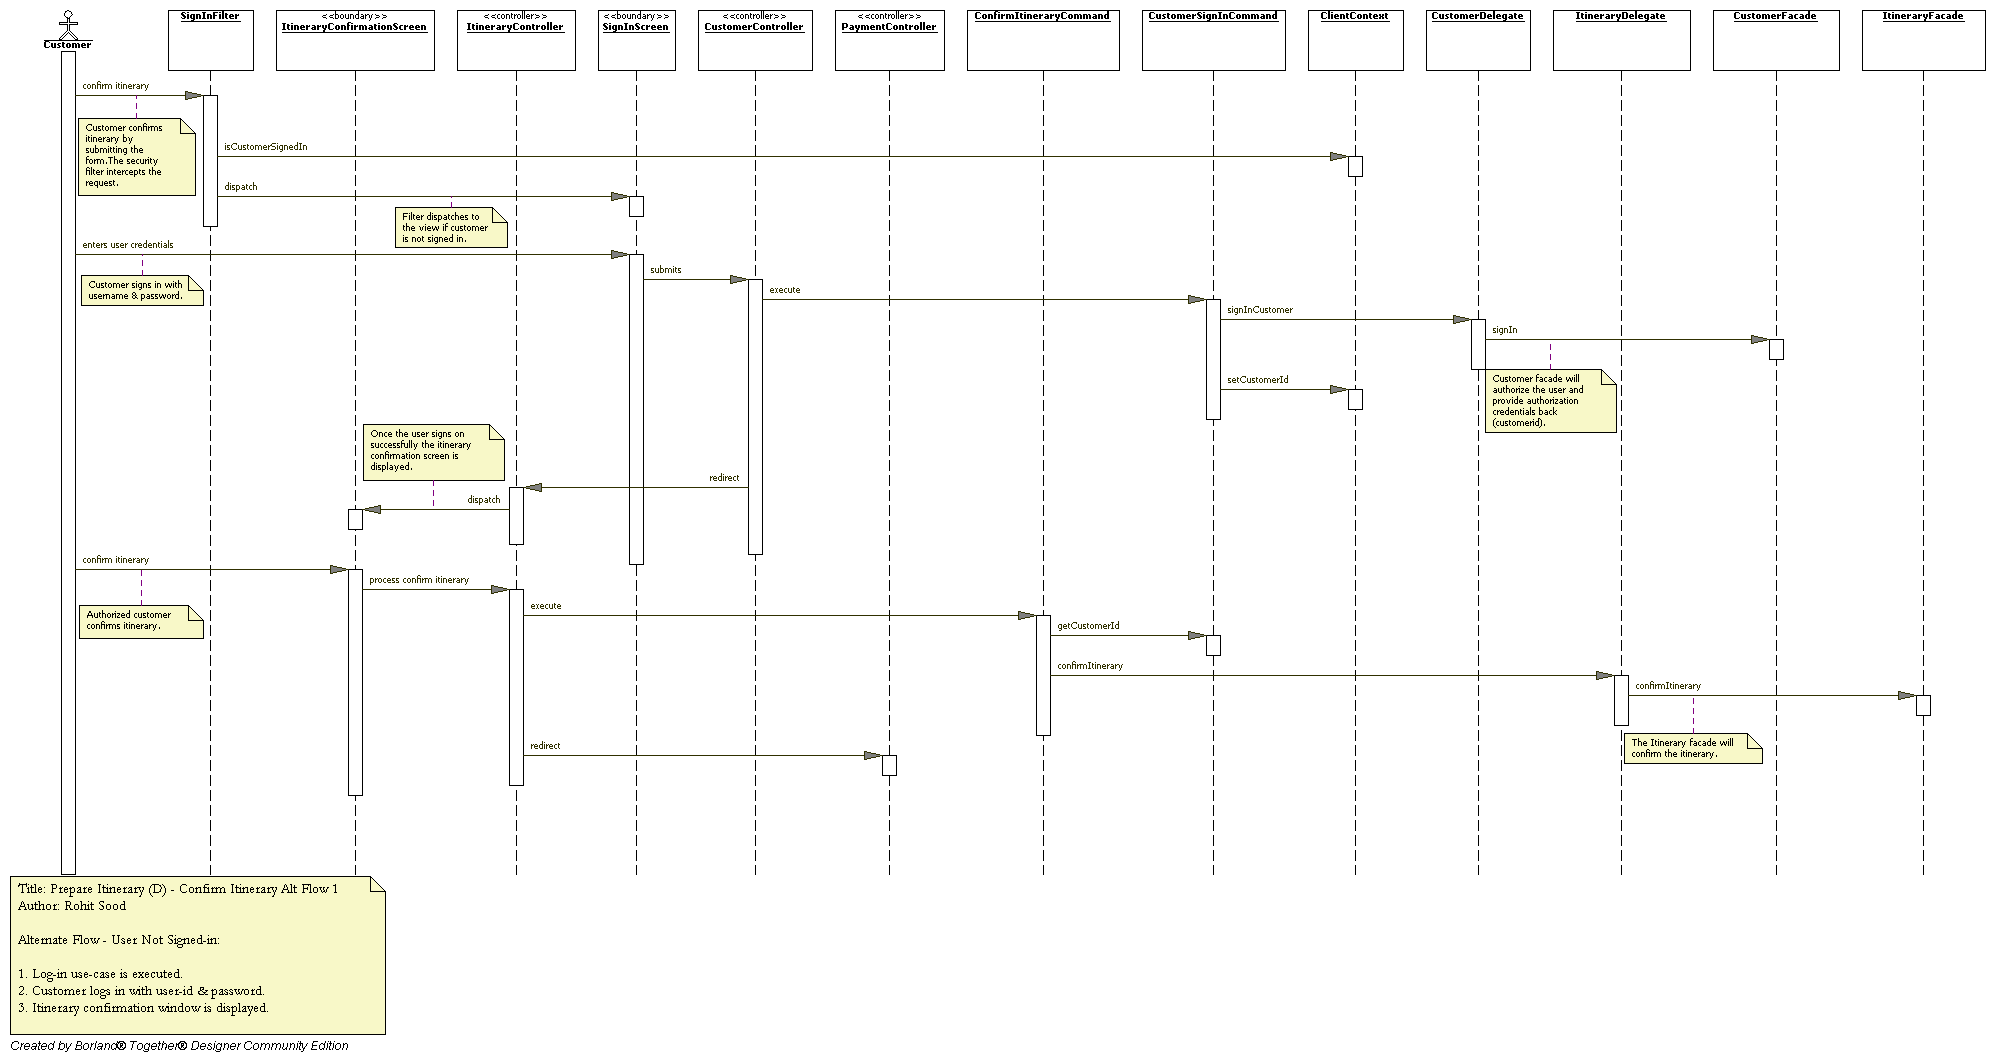 Customer
SignInFilter
<<boundary>>
ItineraryConfirmationScreen
<<controller>>
ItineraryController
<<boundary>>
SignInScreen
<<controller>>
CustomerController
<<controller>>
PaymentController
ConfirmItineraryCommand
CustomerSignInCommand
ClientContext
CustomerDelegate
ItineraryDelegate
CustomerFacade
ItineraryFacade
confirm itinerary
Customer confirms
itinerary by
submitting the
form.The security
filter intercepts the
request.
isCustomerSignedIn
dispatch
Filter dispatches to
the view if customer
is not signed in.
enters user credentials
Customer signs in with
username & password.
submits
execute
signInCustomer
signIn
Customer facade will
authorize the user and
provide authorization
credentials back
(customerid).
setCustomerId
Once the user signs on
successfully the itinerary
confirmation screen is
displayed.
redirect
dispatch
confirm itinerary
Authorized customer
confirms itinerary.
process confirm itinerary
execute
getCustomerId
confirmItinerary
confirmItinerary
The Itinerary facade will
confirm the itinerary.
redirect
Title: Prepare Itinerary (D) - Confirm Itinerary Alt Flow 1
Author: Rohit Sood
Alternate Flow - User Not Signed-in:
1. Log-in use-case is executed.
2. Customer logs in with user-id & password.
3. Itinerary confirmation window is displayed.
Created by Borland® Together® Designer Community Edition